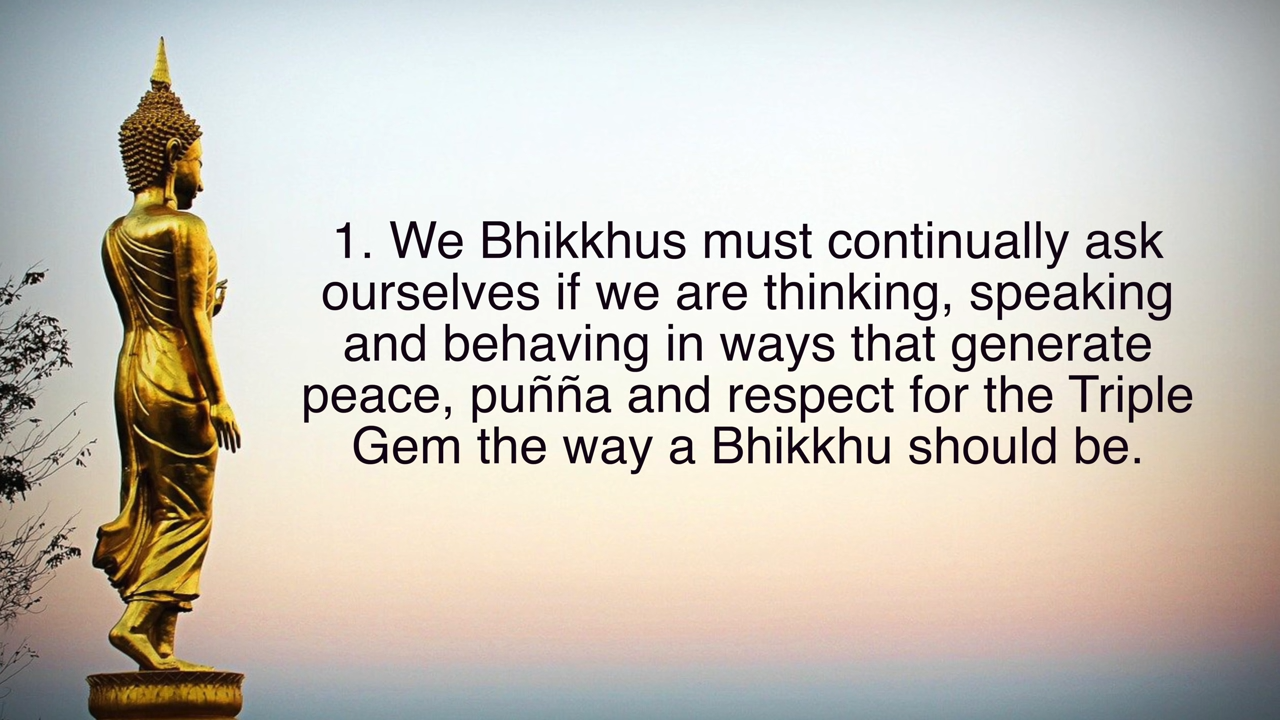 1. We Bhikkhus must continually ask
ourselves if we are thinking, speaking
and behaving in ways that generate
peace, puñña and respect for the Triple
Gem the way a Bhikkhu should be.